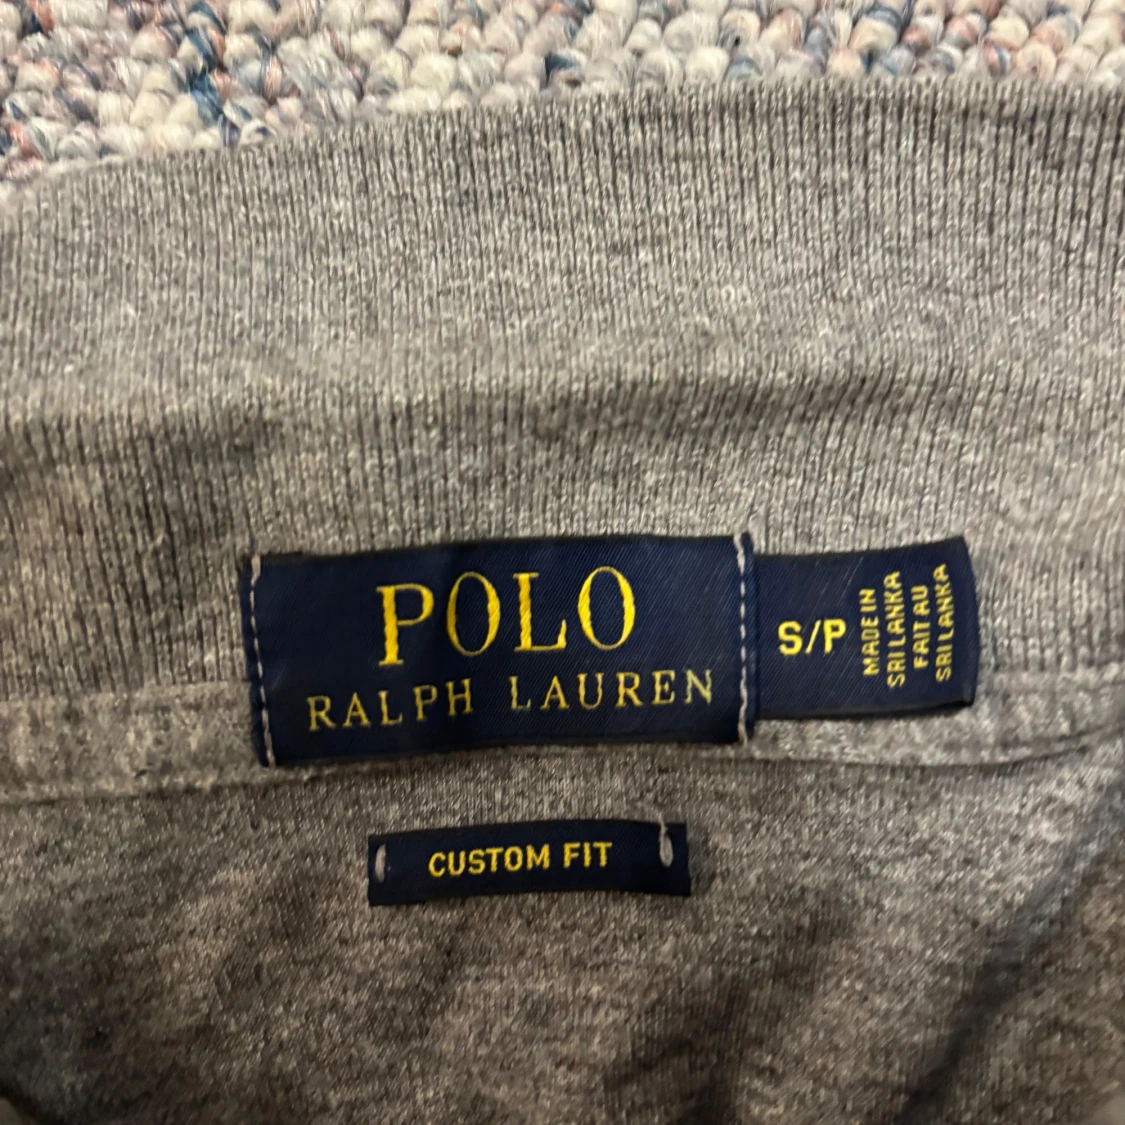 POLO
RALPH LAUREN
S/P
MADE IN
SRI LANKA
FAIT AU
SRI LANKA
CUSTOM FIT